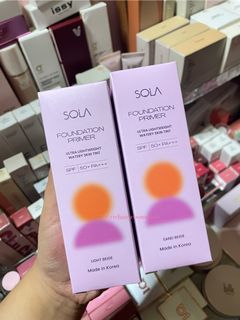 issy
SOLA
FOUNDATION
PRIMER
ULTRA LIGHTWEIGHT
WATERY SKIN TINT
SPF 50+ PA+++
LIGHT BEIGE
Made in Korea
SOLA
FOUNDATION
PRIMER
ULTRA LIGHTWEIGHT
WATERY SKIN TINT
SPF 50+ PA+++
SAND BEIGE
Made in Korea